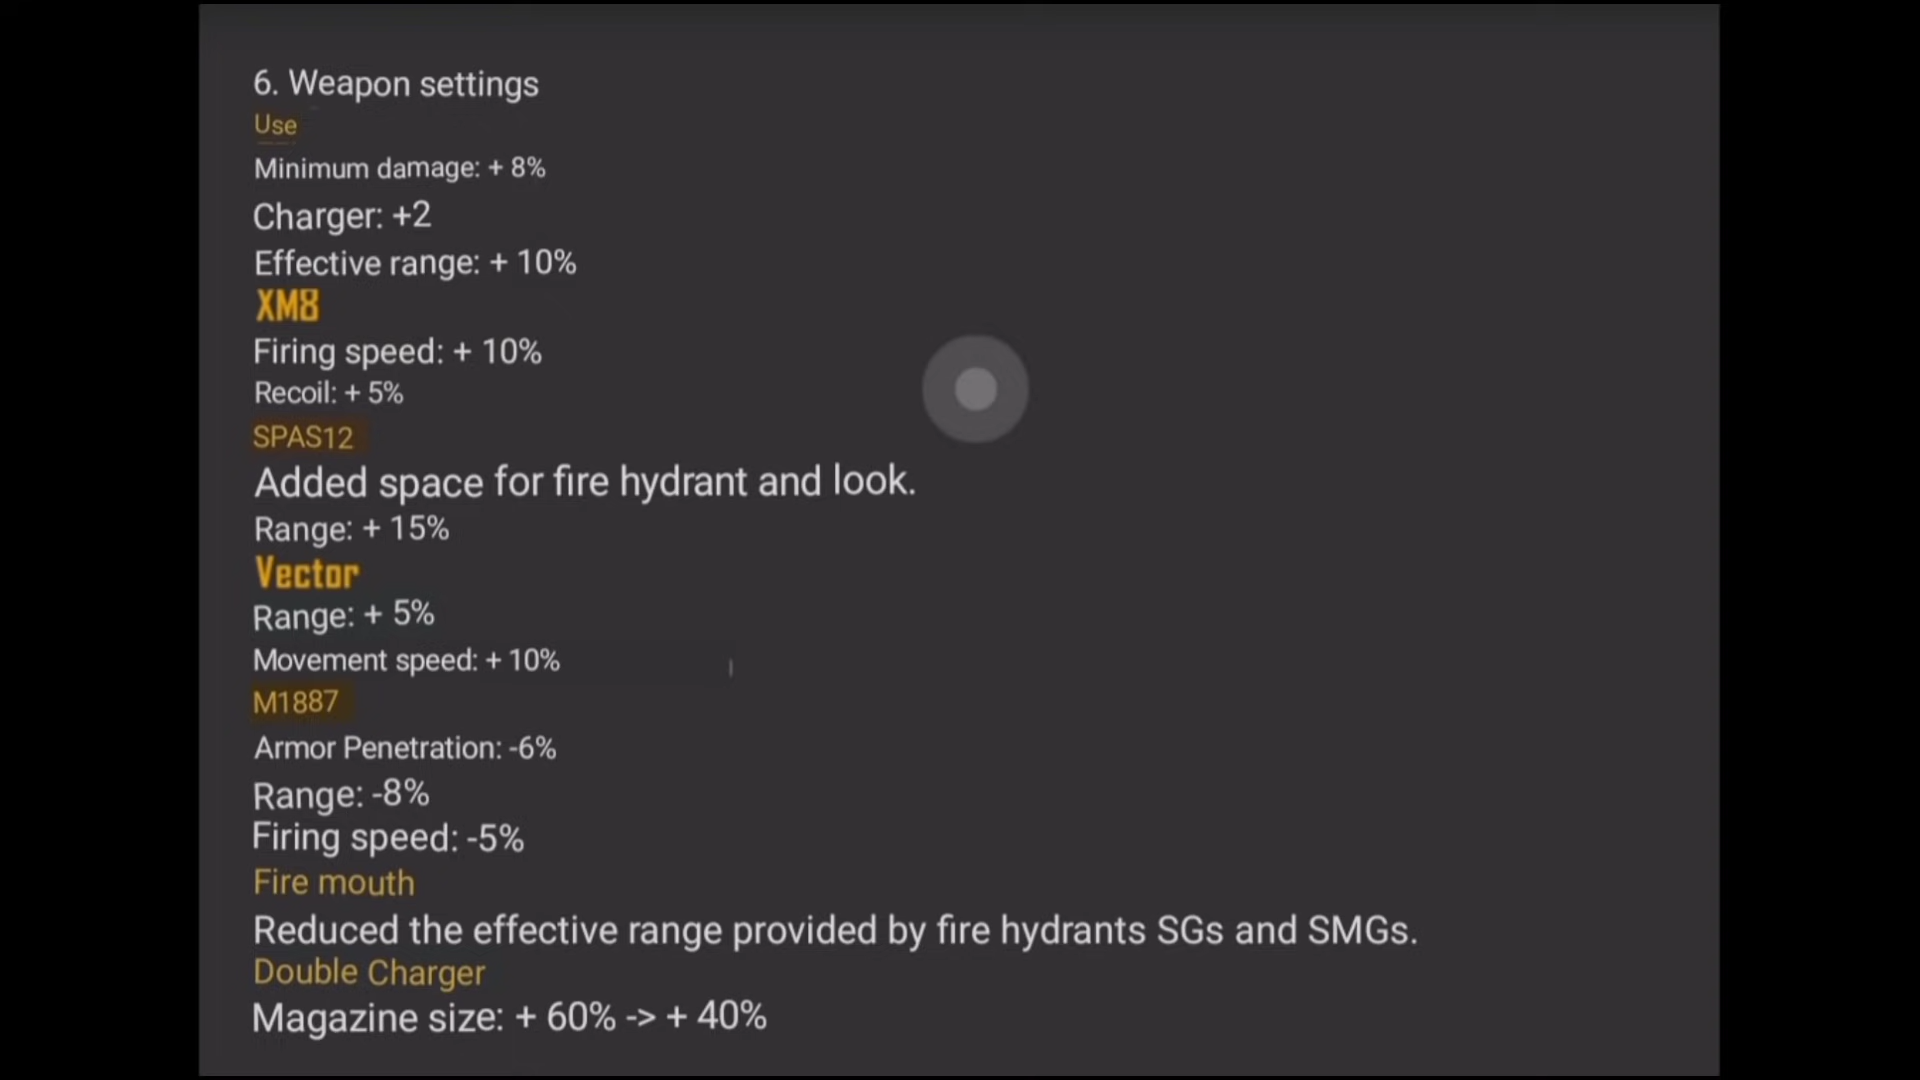 6. Weapon settings
Use
Minimum damage: + 8%
Charger: +2
Effective range: + 10%
XM8
Firing speed: + 10%
Recoil: + 5%
SPAS12
Added space for fire hydrant and look.
Range: + 15%
Vector
Range: + 5%
Movement speed: + 10%
M1887
Armor Penetration: -6%
Range: -8%
Firing speed: -5%
Fire mouth
Reduced the effective range provided by fire hydrants SGs and SMGs.
Double Charger
Magazine size: + 60% -> + 40%